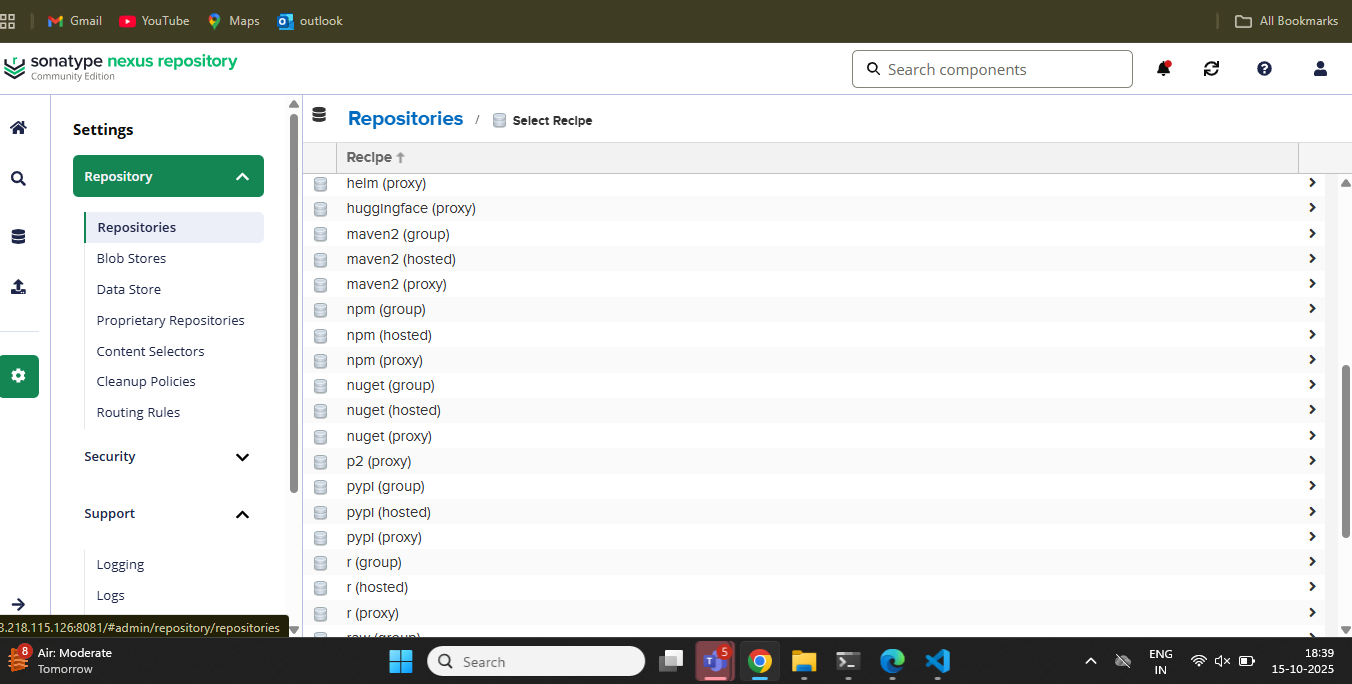 Gmail
YouTube
Maps
outlook
All Bookmarks
sonatype nexus repository
Community Edition
Search components
Settings
Repository
Repositories
Blob Stores
Data Store
Proprietary Repositories
Content Selectors
Cleanup Policies
Routing Rules
Security
Support
Logging
Logs
Repositories / Select Recipe
Recipe
helm (proxy)
huggingface (proxy)
maven2 (group)
maven2 (hosted)
maven2 (proxy)
npm (group)
npm (hosted)
npm (proxy)
nuget (group)
nuget (hosted)
nuget (proxy)
p2 (proxy)
pypi (group)
pypi (hosted)
pypi (proxy)
r (group)
r (hosted)
r (proxy)
raw (group)
3.218.115.126:8081/#admin/repository/repositories
8
Air: Moderate
Tomorrow
Search
5
ENG
IN
18:39
15-10-2025